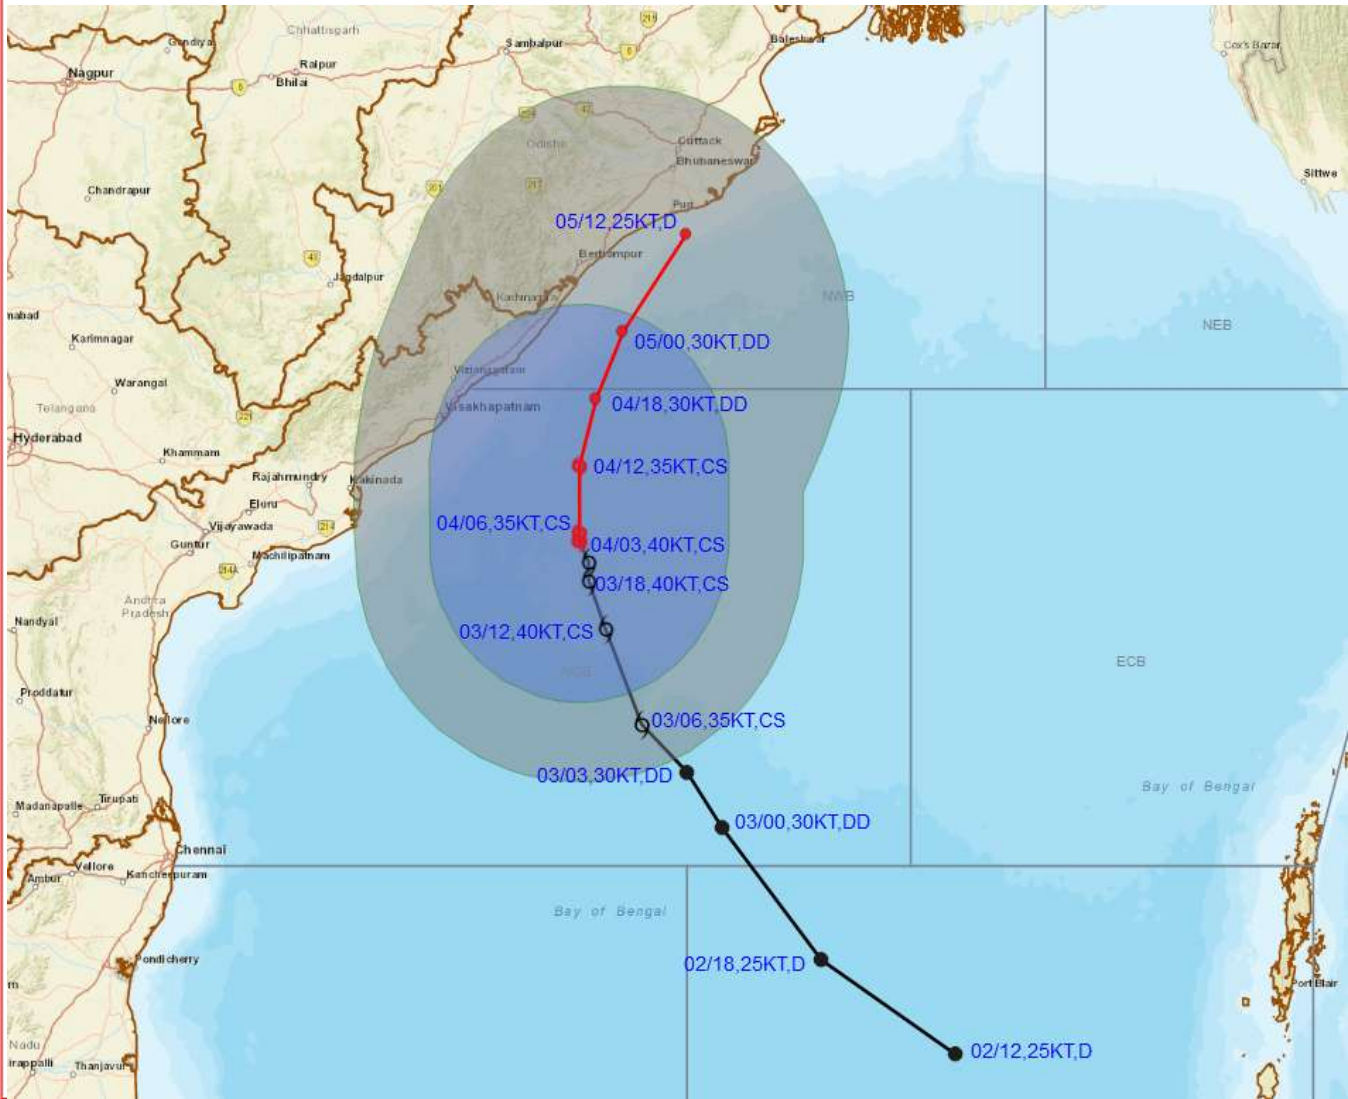 Chhattisgarh
Gondiya
Sambalpur
Baleshwar
Cox's Bazar
Nagpur
Raipur
Bhilai
Odisha
Cuttack
Bhubaneswar
Sittwe
Chandrapur
Puri
05/12,25KT,D
Berhampur
Jagdalpur
NWB
NEB
Karimnagar
05/00,30KT,DD
Vizianagaram
Warangal
04/18,30KT,DD
Telangana
Visakhapatnam
Hyderabad
Khammam
04/12,35KT,CS
Rajahmundry
Kakinada
Eluru
04/06,35KT,CS
Vijayawada
214
Guntur
04/03,40KT,CS
Machilipatnam
214A
03/18,40KT,CS
Andhra
Pradesh
Nandyal
03/12,40KT,CS
ECB
Proddatur
Nellore
03/06,35KT,CS
03/03,30KT,DD
Bay of Bengal
Madanapalle
Tirupati
03/00,30KT,DD
Chennai
Vellore
Kancheepuram
Ambur
Bay of Bengal
Pondicherry
02/18,25KT,D
Port Blair
Nadu
irappalli
Thanjavur
02/12,25KT,D